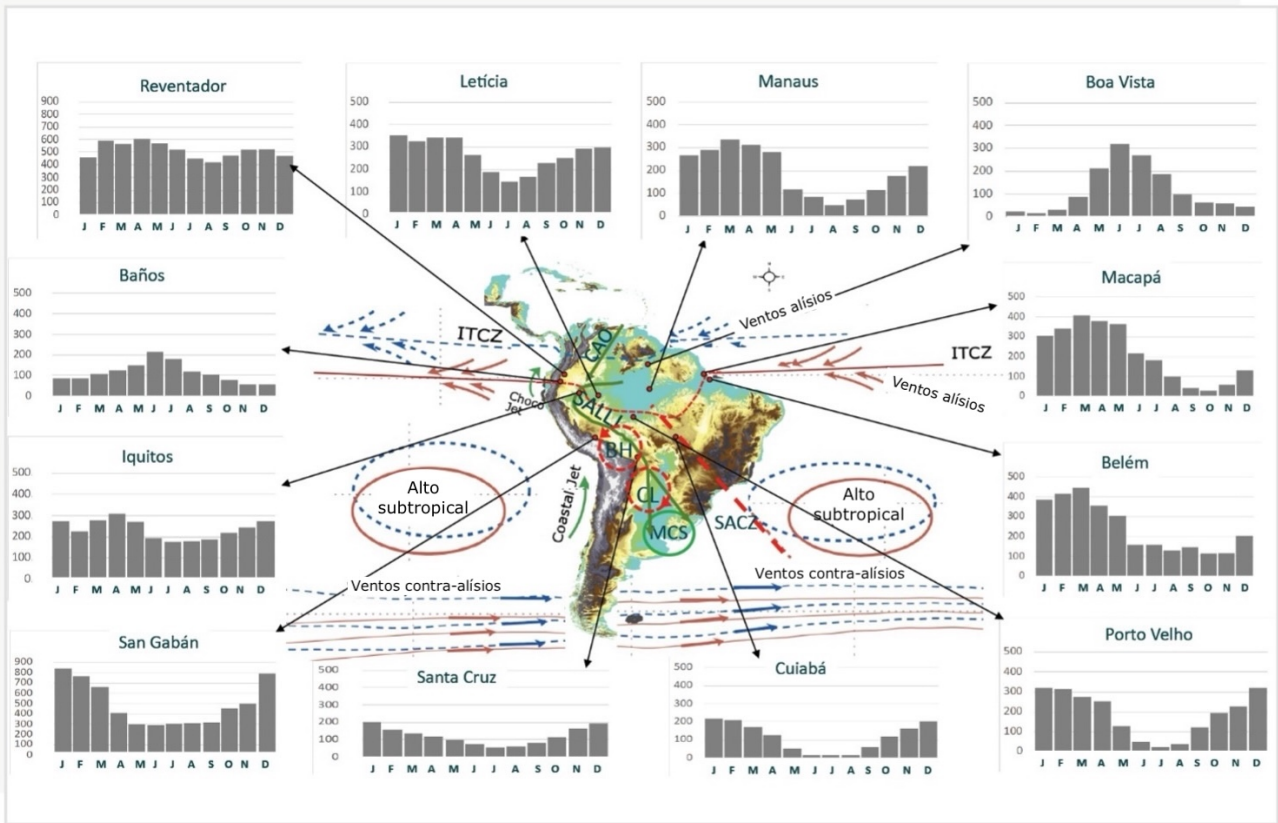 Reventador
900
800
700
600
500
400
300
200
100
0
J F M A M J J A S O N D
Letícia
500
400
300
200
100
0
J F M A M J J A S O N D
Manaus
500
400
300
200
100
0
J F M A M J J A S O N D
Boa Vista
500
400
300
200
100
0
J F M A M J J A S O N D
Baños
500
400
300
200
100
0
J F M A M J J A S O N D
Macapá
500
400
300
200
100
0
J F M A M J J A S O N D
Iquitos
500
400
300
200
100
0
J F M A M J J A S O N D
Belém
500
400
300
200
100
0
J F M A M J J A S O N D
San Gabán
900
800
700
600
500
400
300
200
100
0
J F M A M J J A S O N D
Santa Cruz
500
400
300
200
100
0
J F M A M J J A S O N D
Cuiabá
500
400
300
200
100
0
J F M A M J J A S O N D
Porto Velho
500
400
300
200
100
0
J F M A M J J A S O N D
ITCZ
Ventos alísios
ITCZ
Ventos alísios
CAO
Choco
Jet
SALLJ
BH
CL
MCS
SACZ
Coastal Jet
Alto
subtropical
Alto
subtropical
Ventos contra-alísios
Ventos contra-alísios